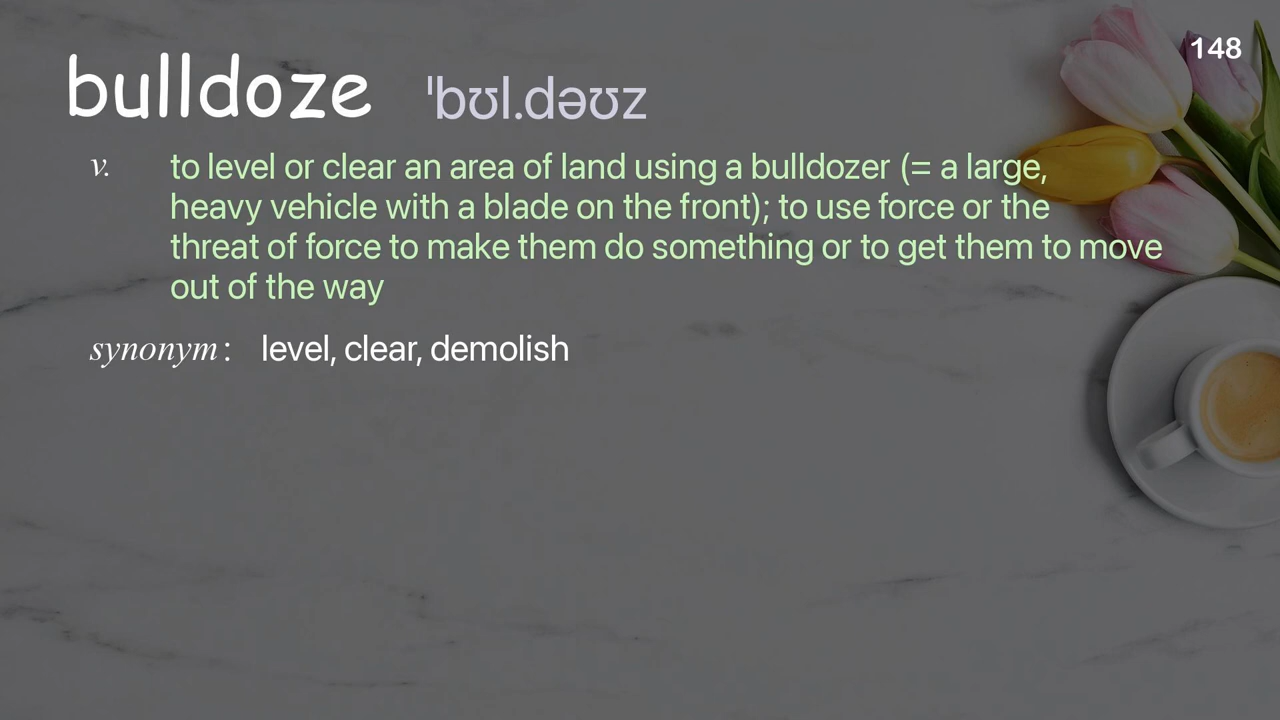 148
bulldoze ˈbʊl.dəʊz
v. to level or clear an area of land using a bulldozer (= a large,
heavy vehicle with a blade on the front); to use force or the
threat of force to make them do something or to get them to move
out of the way
synonym: level, clear, demolish